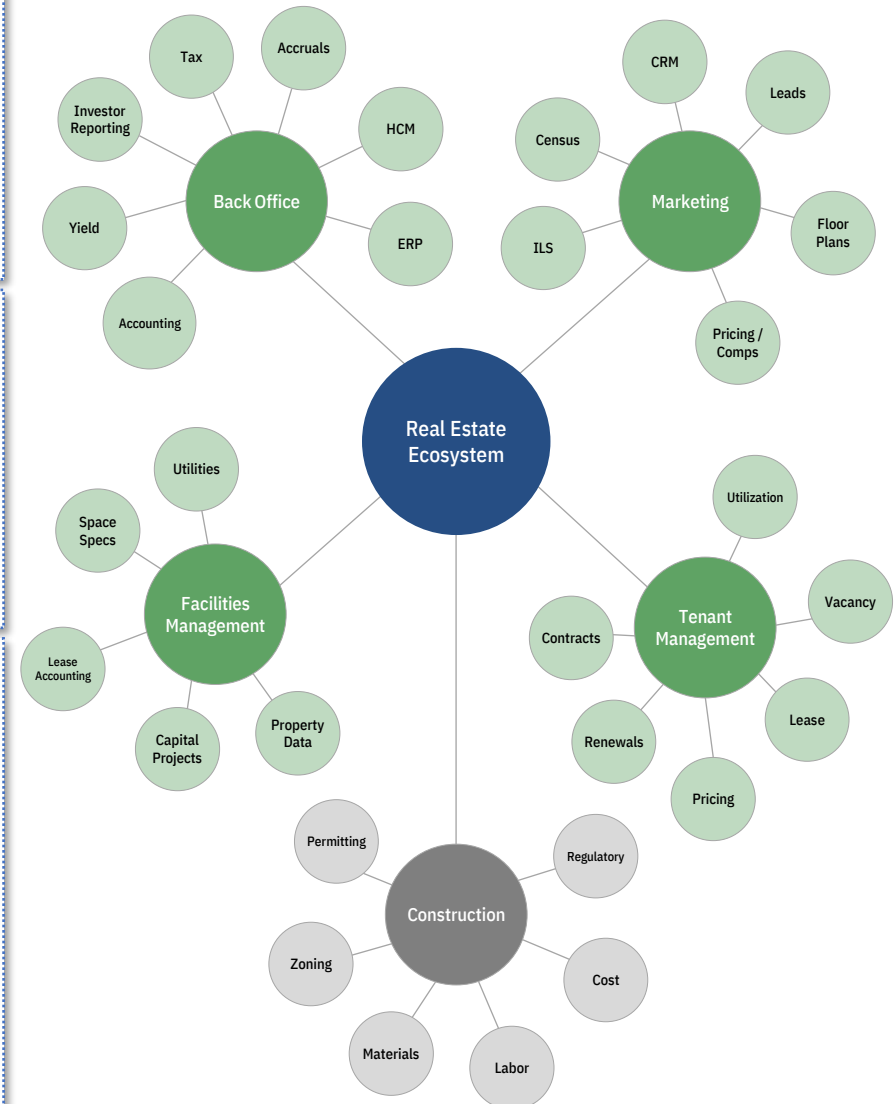 Tax
Accruals
Investor
Reporting
HCM
Back Office
Yield
ERP
Accounting
CRM
Leads
Census
Marketing
ILS
Floor
Plans
Pricing /
Comps
Real Estate
Ecosystem
Utilities
Space
Specs
Facilities
Management
Lease
Accounting
Capital
Projects
Property
Data
Utilization
Vacancy
Contracts
Tenant
Management
Renewals
Lease
Pricing
Permitting
Regulatory
Construction
Zoning
Cost
Materials
Labor